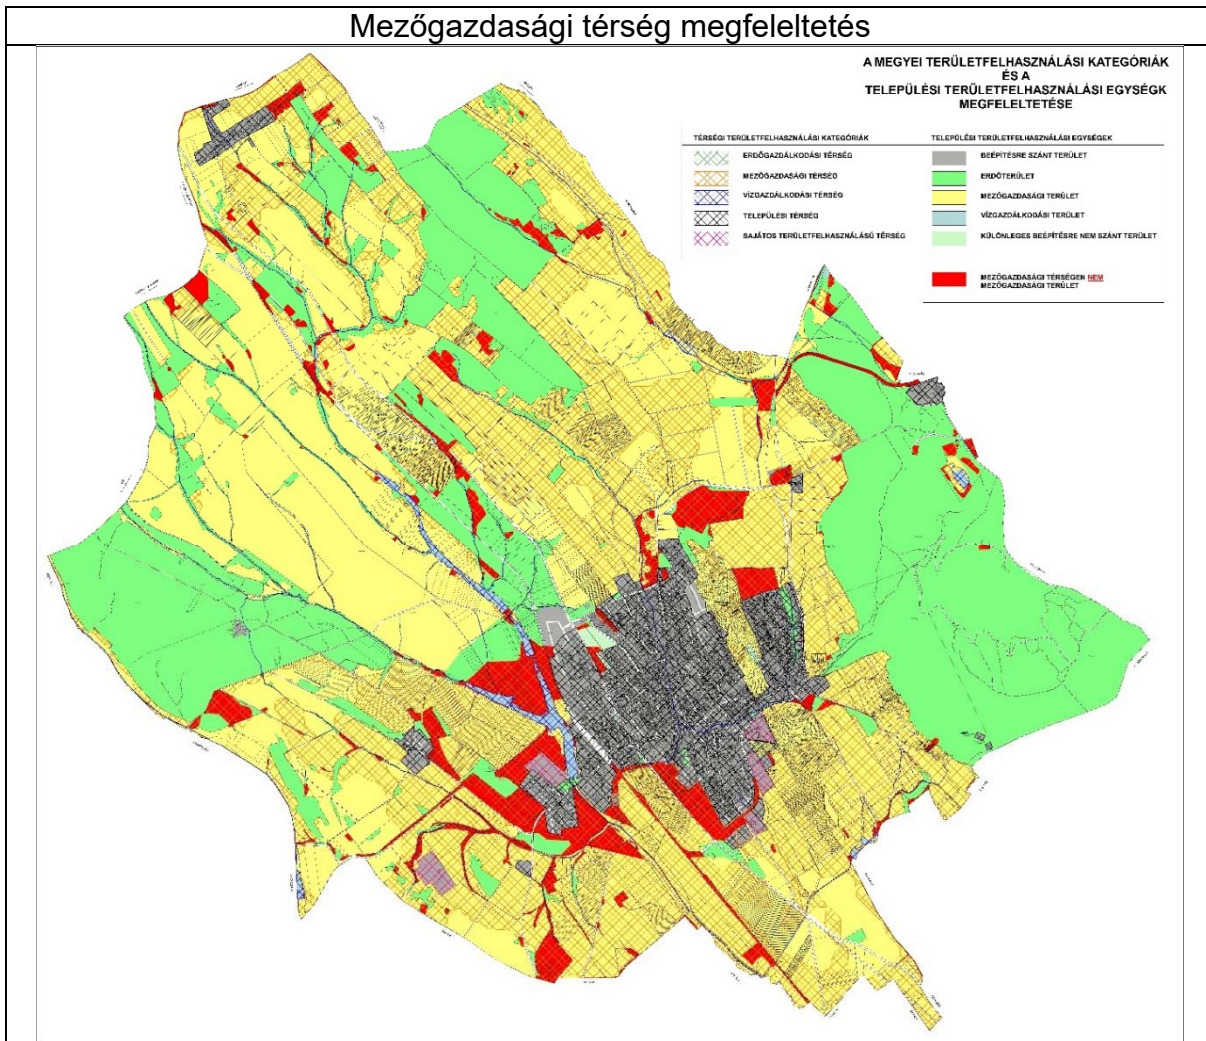 Mezőgazdasági térség megfeleltetés
A MEGYEI TERÜLETFELHASZNÁLÁSI KATEGÓRIÁK
ÉS A
TELEPÜLÉSI TERÜLETFELHASZNÁLÁSI EGYSÉGK
MEGFELELTETÉSE
TÉRSÉGI TERÜLETFELHASZNÁLÁSI KATEGÓRIÁK
ERDŐGAZDÁLKODÁSI TÉRSÉG
MEZŐGAZDASÁGI TÉRSÉG
VÍZGAZDÁLKODÁSI TÉRSÉG
TELEPÜLÉSI TÉRSÉG
SAJÁTOS TERÜLETFELHASZNÁLÁSÚ TÉRSÉG
TELEPÜLÉSI TERÜLETFELHASZNÁLÁSI EGYSÉGEK
BEÉPÍTÉSRE SZÁNT TERÜLET
ERDŐTERÜLET
MEZŐGAZDASÁGI TERÜLET
VÍZGAZDÁLKODÁSI TERÜLET
KÜLÖNLEGES BEÉPÍTÉSRE NEM SZÁNT TERÜLET
MEZŐGAZDASÁGI TÉRSÉGEN NEM
MEZŐGAZDASÁGI TERÜLET